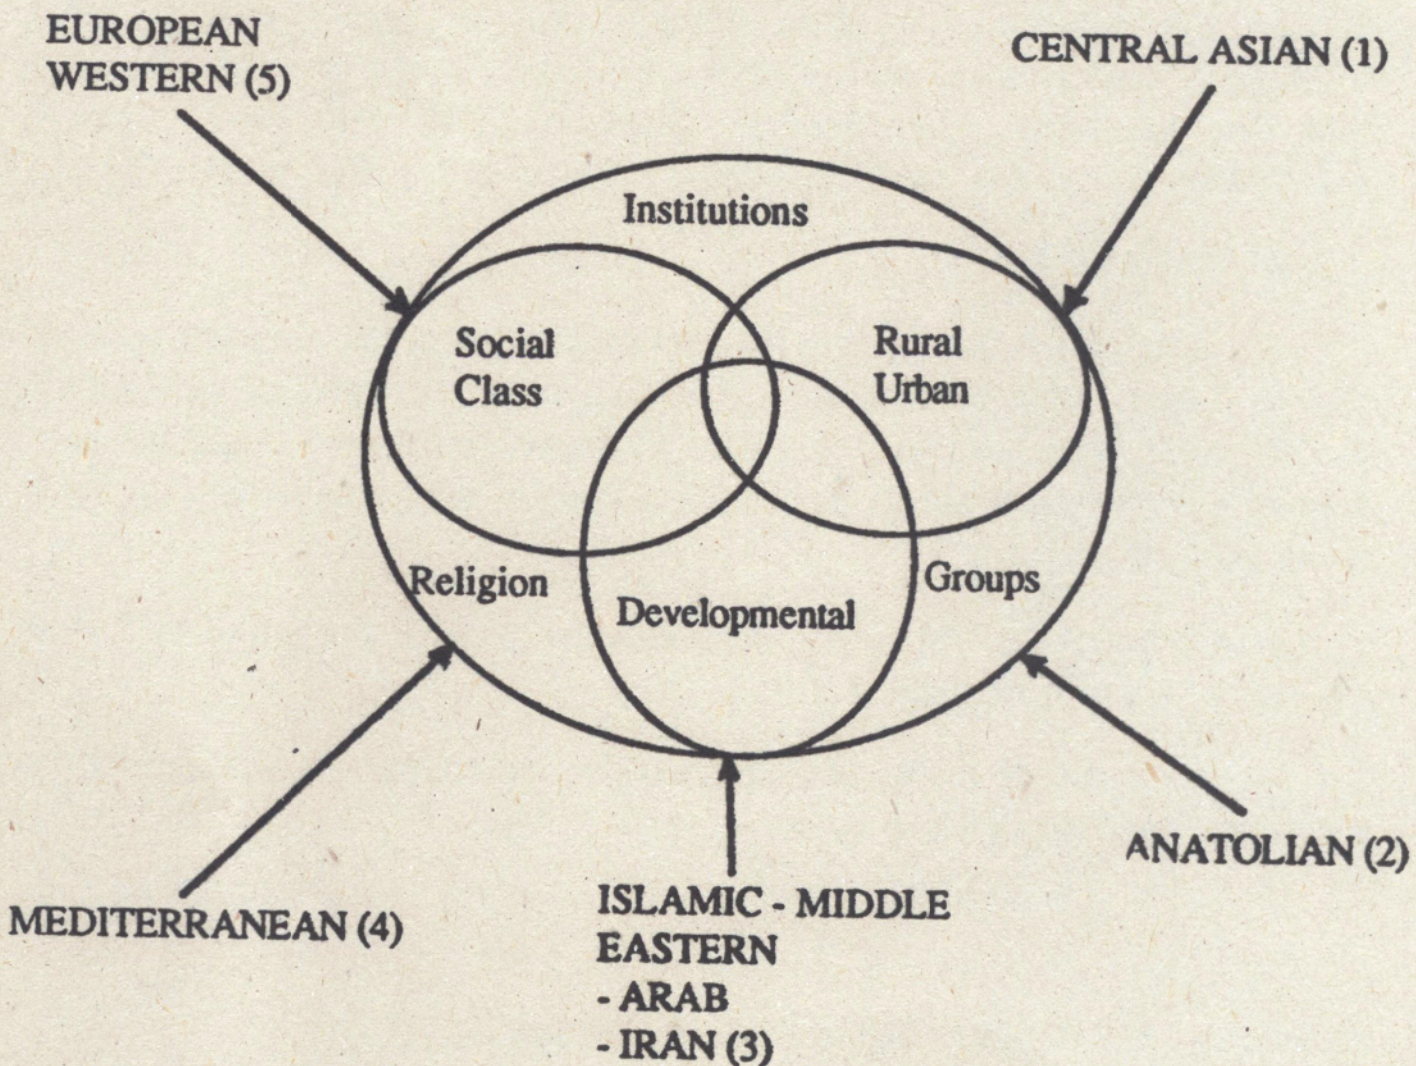 EUROPEAN
WESTERN (5)
CENTRAL ASIAN (1)
Institutions
Social
Class
Rural
Urban
Religion
Developmental
Groups
MEDITERRANEAN (4)
ISLAMIC - MIDDLE
EASTERN
- ARAB
- IRAN (3)
ANATOLIAN (2)